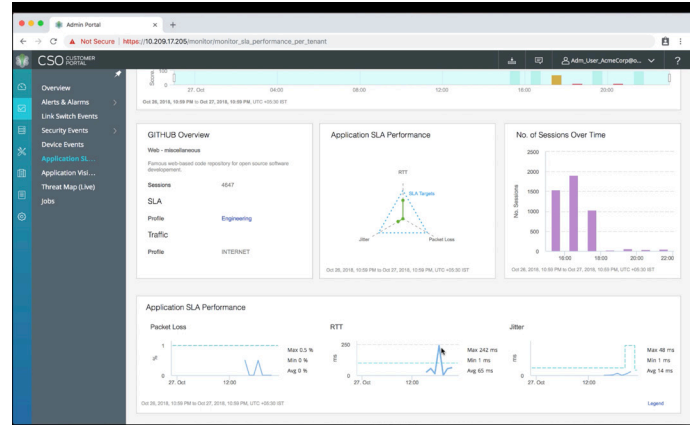 Admin Portal
Not Secure | https://10.209.17.205/monitor/monitor_sla_performance_per_tenant
CSO CUSTOMER PORTAL
Adm_User_AcmeCorp@o...
?
Overview
Alerts & Alarms
Link Switch Events
Security Events
Device Events
Application SL...
Application Visi...
Threat Map (Live)
Jobs
Score,
100
0
27. Oct 04:00 08:00 12:00 16:00 20:00
Oct 26, 2018, 10:59 PM to Oct 27, 2018, 10:59 PM, UTC +05:30 IST
GITHUB Overview
Web - miscellaneous
Famous web-based code repository for open source software
developement.
Sessions 4647
SLA
Profile Engineering
Traffic
Profile INTERNET
Application SLA Performance
RTT
SLA Targets
Jitter
Packet Loss
Oct 26, 2018, 10:59 PM to Oct 27, 2018, 10:59 PM, UTC +05:30 IST
No. of Sessions Over Time
No. Sessions
2500
2000
1500
1000
500
0
16:00 18:00 20:00 22:00
Oct 26, 2018, 10:59 PM to Oct 27, 2018, 10:59 PM, UTC +05:30 IST
Application SLA Performance
Packet Loss
%
1
0
27. Oct 12:00
Max 0.5 %
Min 0 %
Avg 0 %
RTT
ms
200
0
27. Oct 12:00
Max 242 ms
Min 1 ms
Avg 65 ms
Jitter
ms
0
27. Oct 12:00
Max 48 ms
Min 1 ms
Avg 14 ms
Oct 26, 2018, 10:59 PM to Oct 27, 2018, 10:59 PM, UTC +05:30 IST
Legend